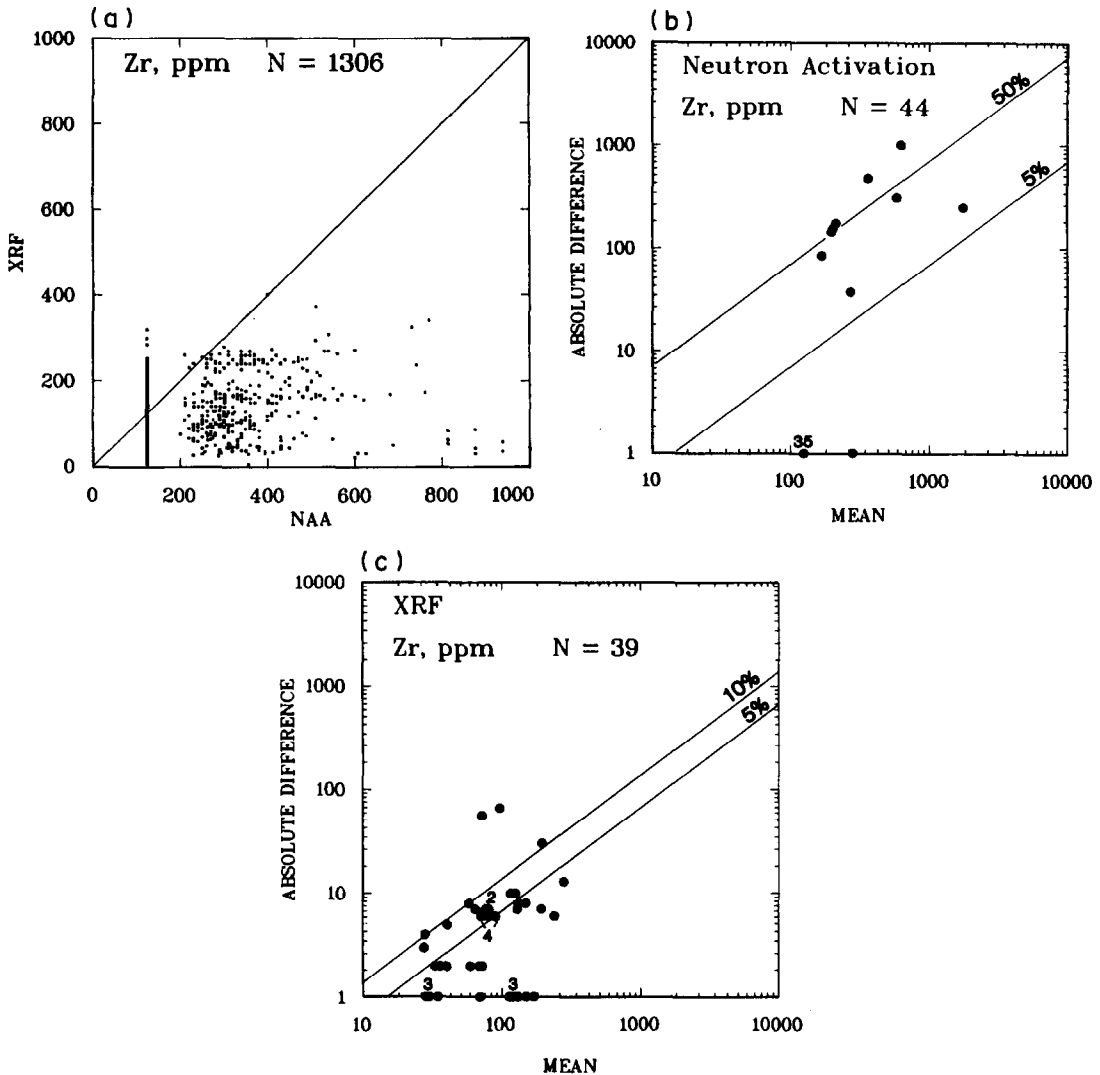 (a)
Zr, ppm N = 1306
1000
800
600
400
200
0
XRF
0 200 400 600 800 1000
NAA
(b)
Neutron Activation
Zr, ppm N = 44
50%
5%
10000
1000
100
10
1
ABSOLUTE DIFFERENCE
35
10 100 1000 10000
MEAN
(c)
XRF
Zr, ppm N = 39
10%
5%
10000
1000
100
10
1
ABSOLUTE DIFFERENCE
2
4
3 3
10 100 1000 10000
MEAN